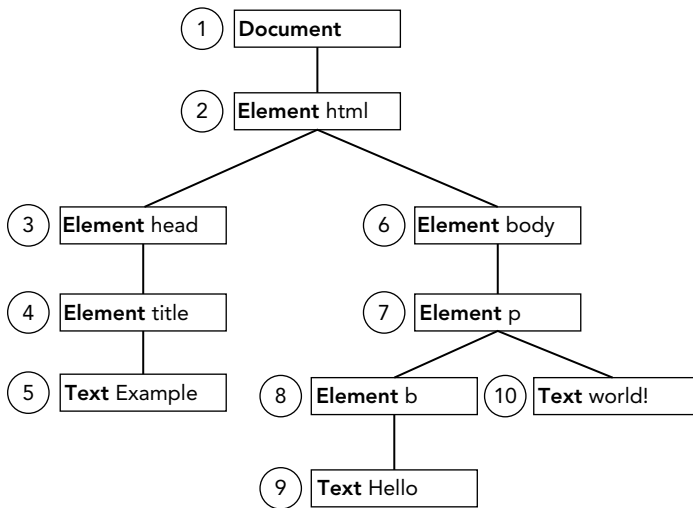 1 Document
2 Element html
3 Element head
6 Element body
4 Element title
7 Element p
5 Text Example
8 Element b
10 Text world!
9 Text Hello